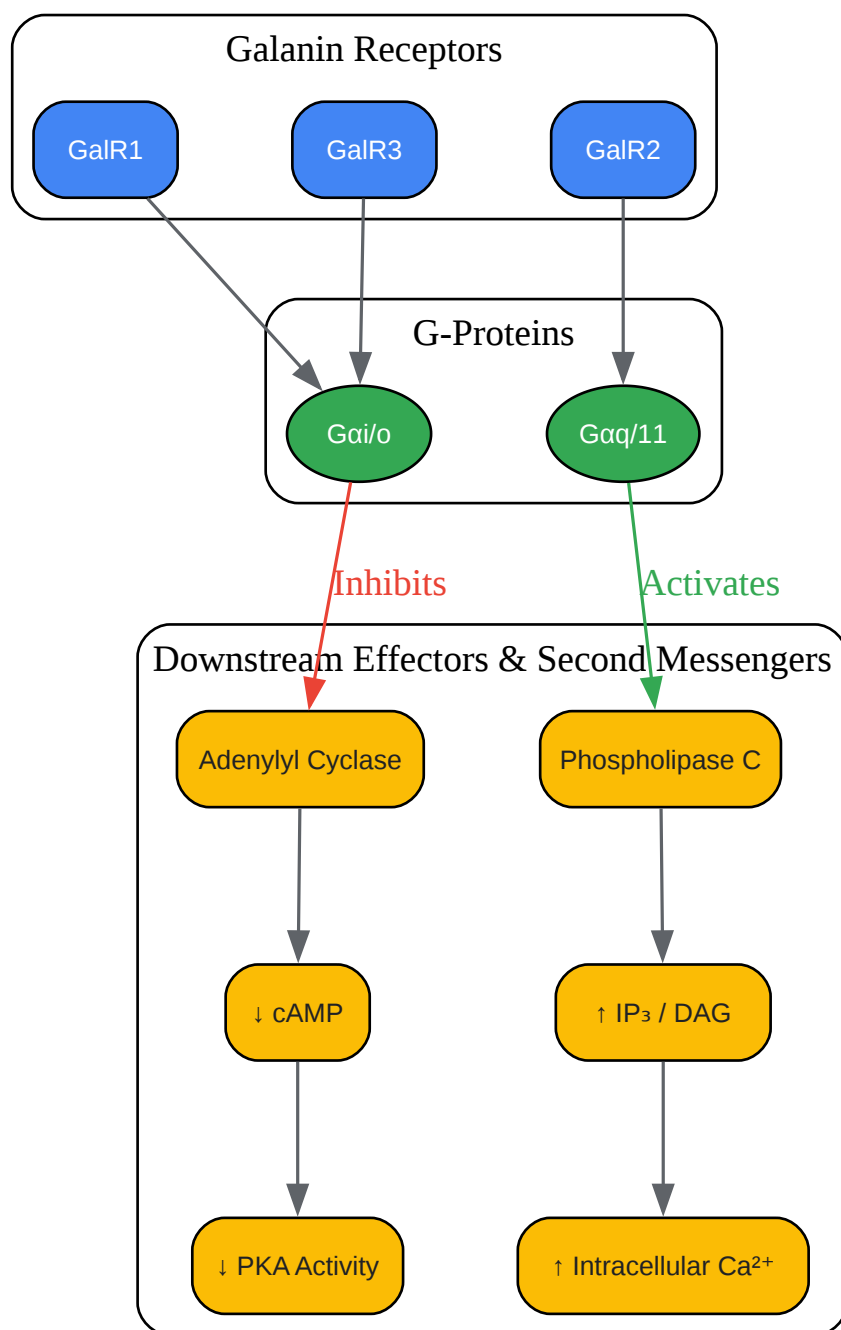 Galanin Receptors
GalR1
GalR3
GalR2
G-Proteins
Gαi/o
Gαq/11
Inhibits
Activates
Downstream Effectors & Second Messengers
Adenylyl Cyclase
Phospholipase C
↓ cAMP
↑ IP₃ / DAG
↓ PKA Activity
↑ Intracellular Ca²⁺